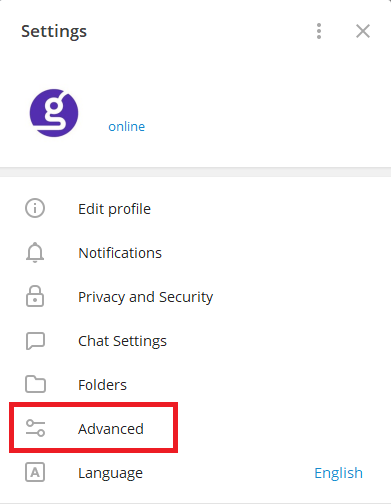 Settings
g
online
Edit profile
Notifications
Privacy and Security
Chat Settings
Folders
Advanced
A
Language English